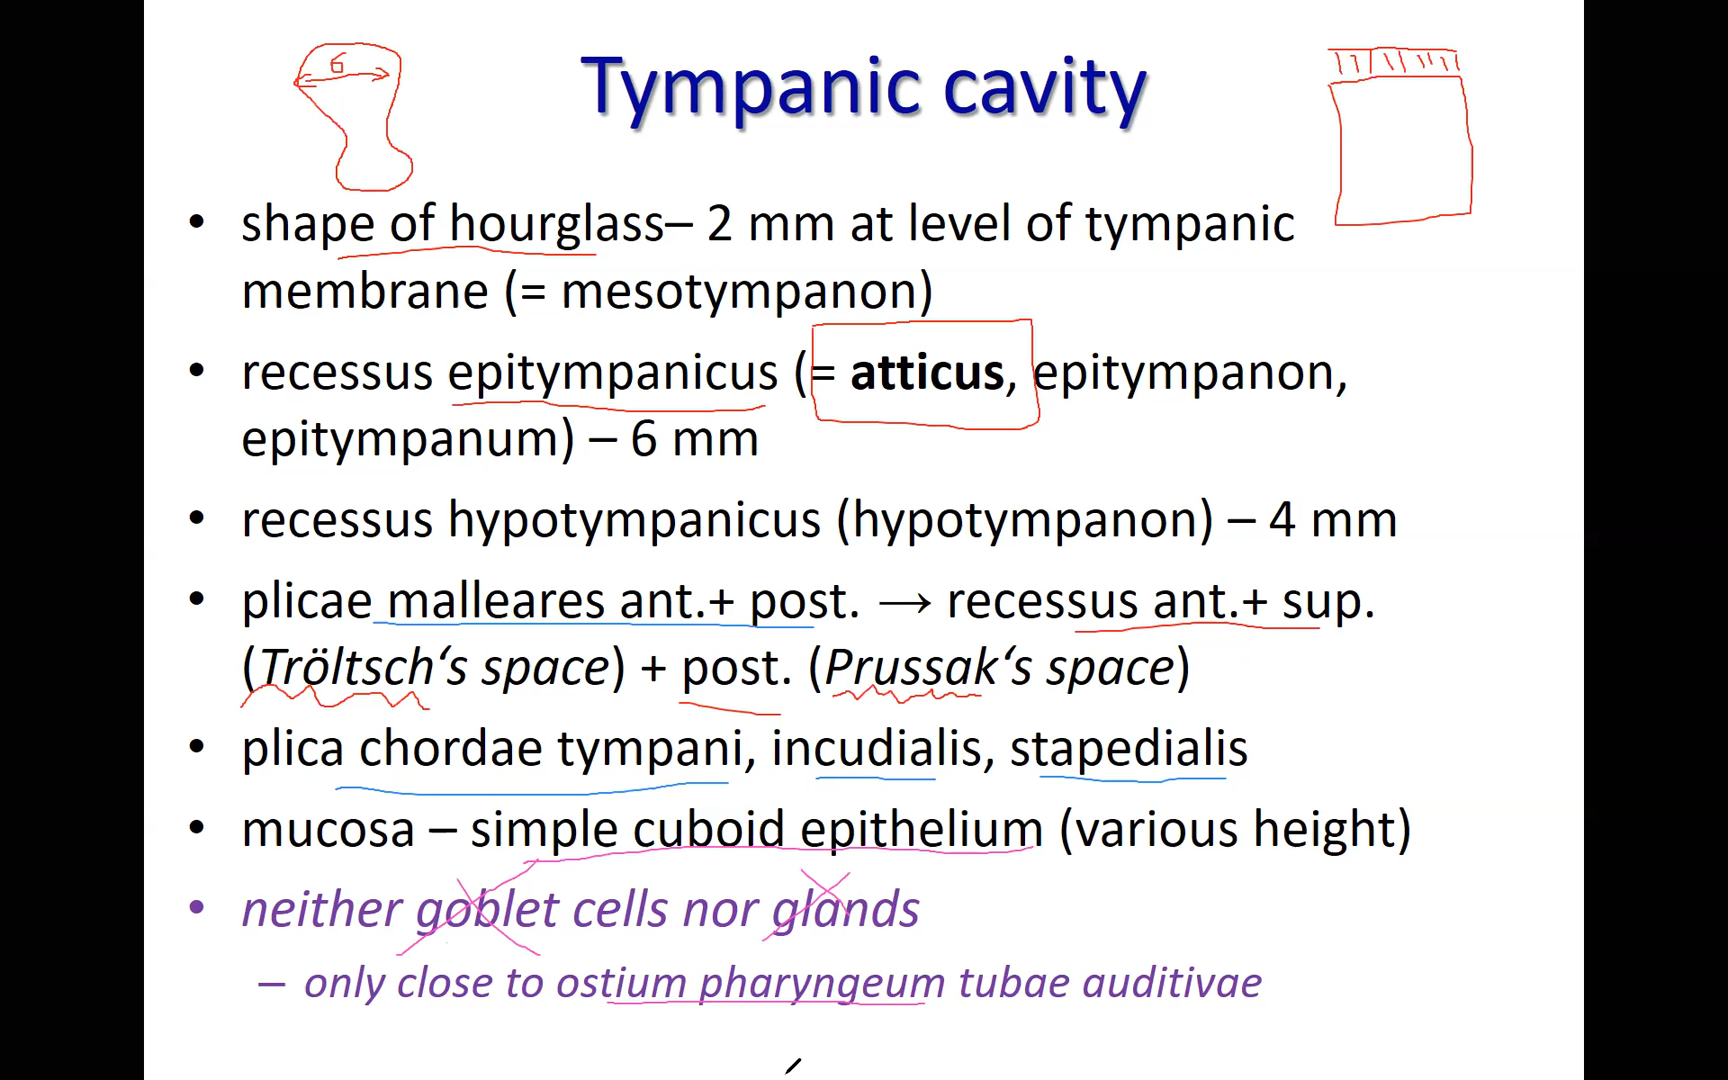 6
Tympanic cavity
• shape of hourglass– 2 mm at level of tympanic
membrane (= mesotympanon)
• recessus epitympanicus (= atticus, epitympanon,
epitympanum) – 6 mm
• recessus hypotympanicus (hypotympanon) – 4 mm
• plicae malleares ant.+ post. → recessus ant.+ sup.
(Tröltsch‘s space) + post. (Prussak‘s space)
• plica chordae tympani, incudialis, stapedialis
• mucosa – simple cuboid epithelium (various height)
• neither goblet cells nor glands
– only close to ostium pharyngeum tubae auditivae